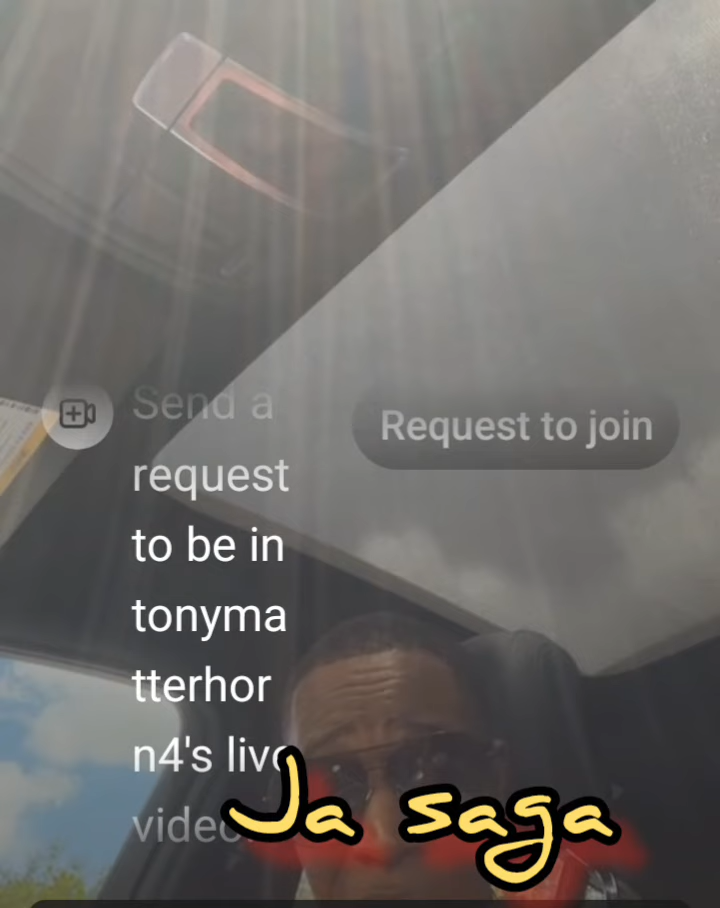 Send a
Request to join
request
to be in
tonyma
tterhor
n4's live
video.
Ja saga